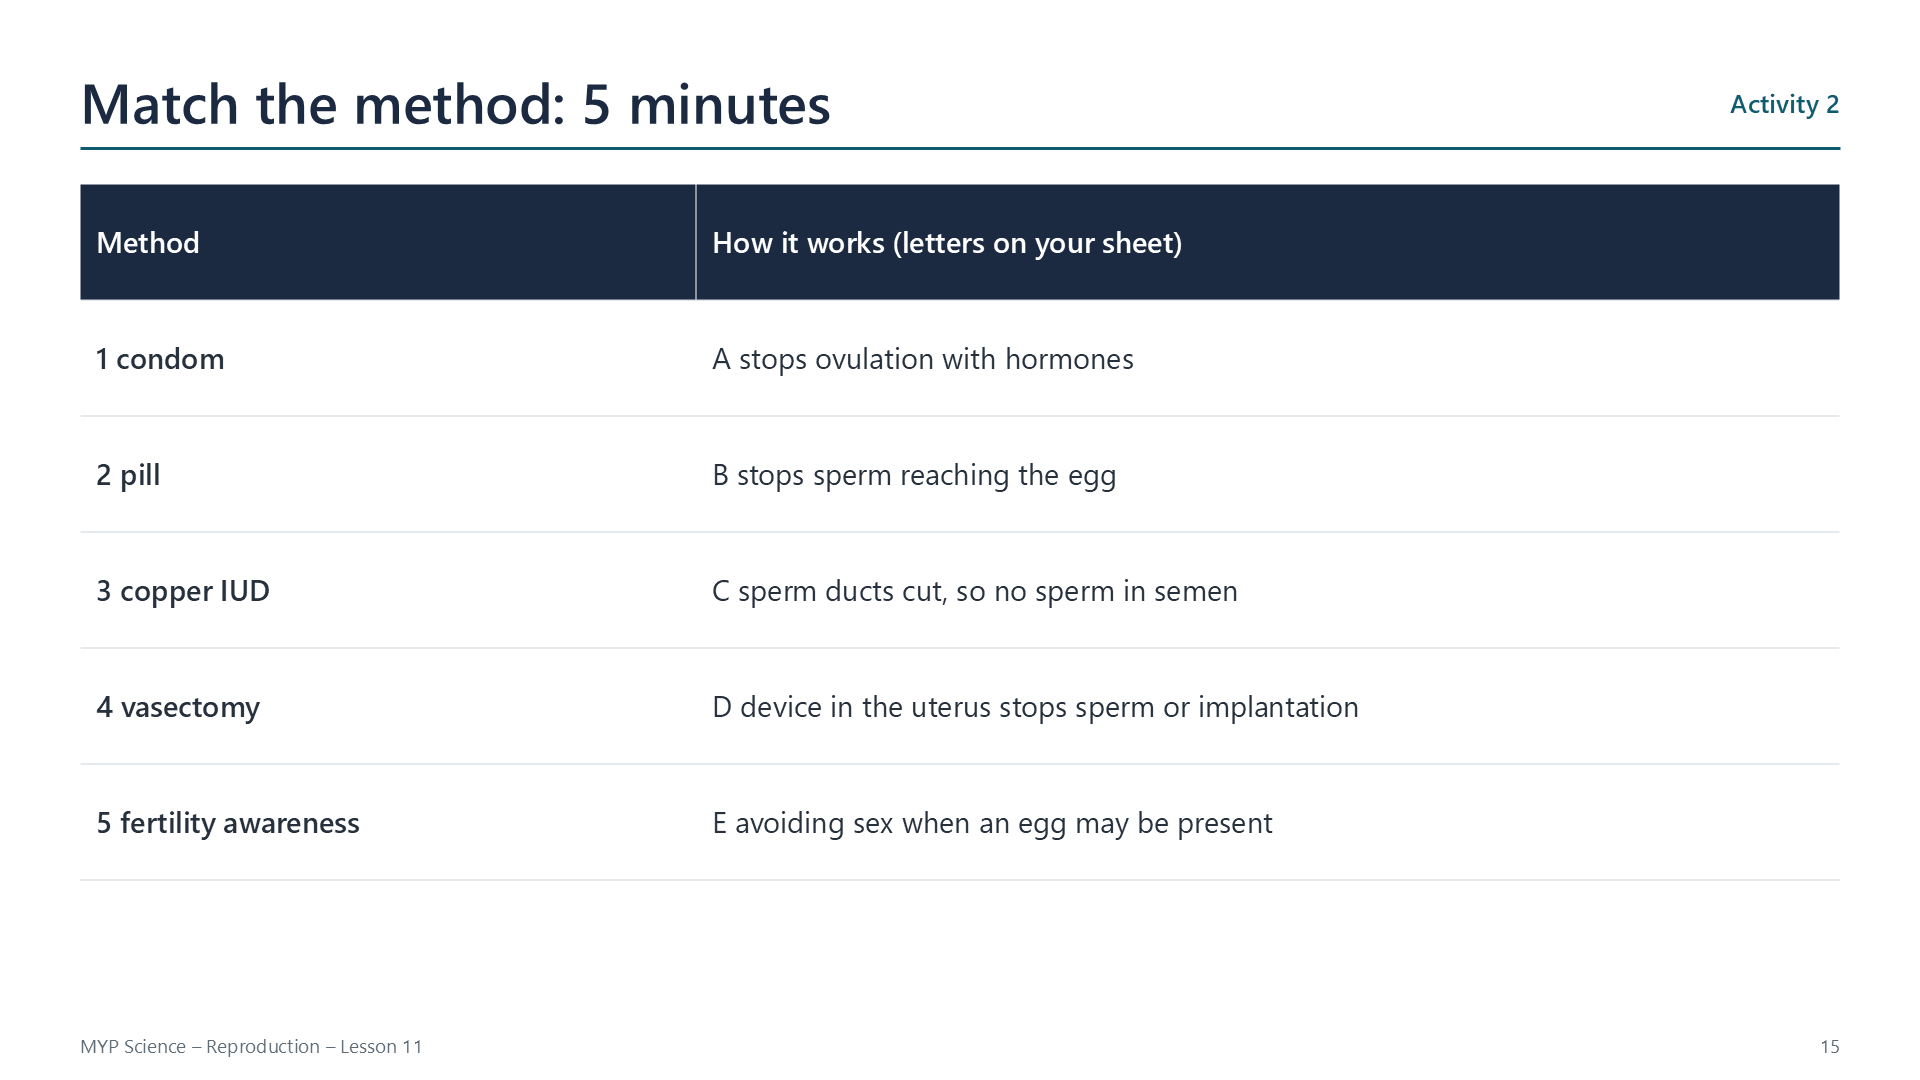 Match the method: 5 minutes
Activity 2
Method
How it works (letters on your sheet)
1 condom
A stops ovulation with hormones
2 pill
B stops sperm reaching the egg
3 copper IUD
C sperm ducts cut, so no sperm in semen
4 vasectomy
D device in the uterus stops sperm or implantation
5 fertility awareness
E avoiding sex when an egg may be present
MYP Science – Reproduction – Lesson 11
15